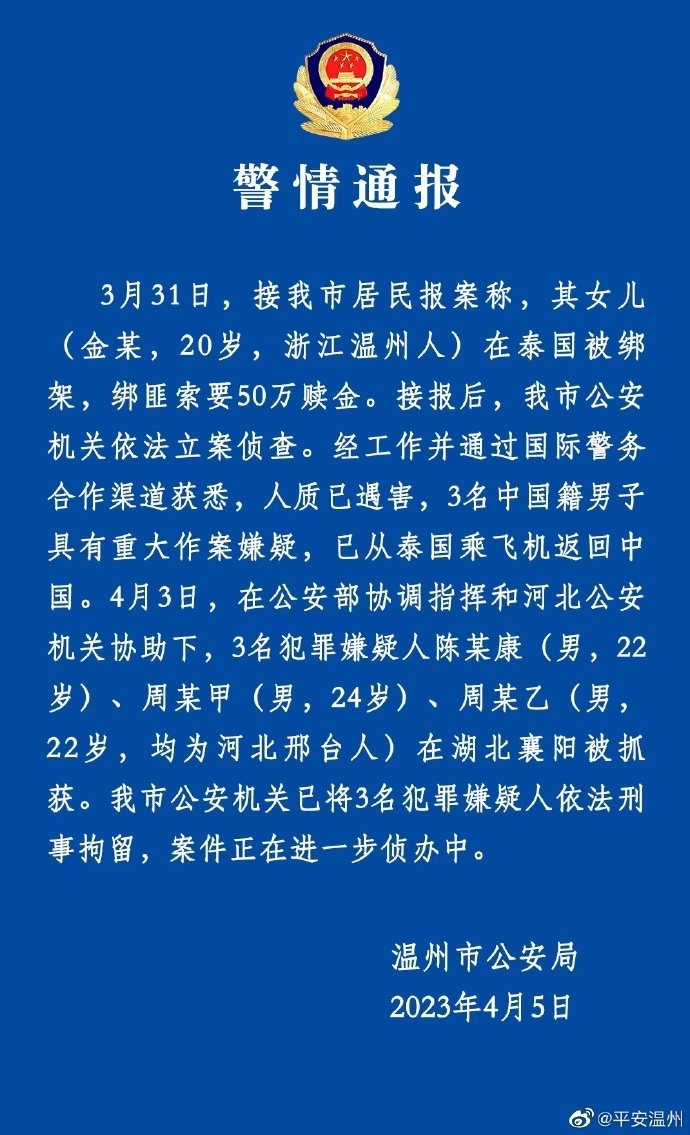 警情通报
3月31日，接我市居民报案称，其女儿
（金某，20岁，浙江温州人）在泰国被绑
架，绑匪索要50万赎金。接报后，我市公安
机关依法立案侦查。经工作并通过国际警务
合作渠道获悉，人质已遇害，3名中国籍男子
具有重大作案嫌疑，已从泰国乘飞机返回中
国。4月3日，在公安部协调指挥和河北公安
机关协助下，3名犯罪嫌疑人陈某康（男，22
岁）、周某甲（男，24岁）、周某乙（男，
22岁，均为河北邢台人）在湖北襄阳被抓
获。我市公安机关已将3名犯罪嫌疑人依法刑
事拘留，案件正在进一步侦办中。
温州市公安局
2023年4月5日
@平安温州